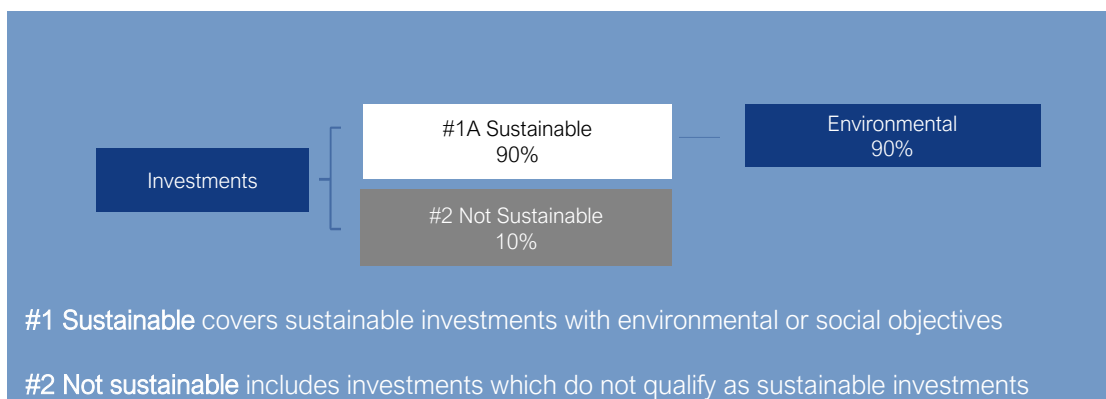 #1A Sustainable
90%
Environmental
90%
Investments
#2 Not Sustainable
10%
#1 Sustainable covers sustainable investments with environmental or social objectives
#2 Not sustainable includes investments which do not qualify as sustainable investments